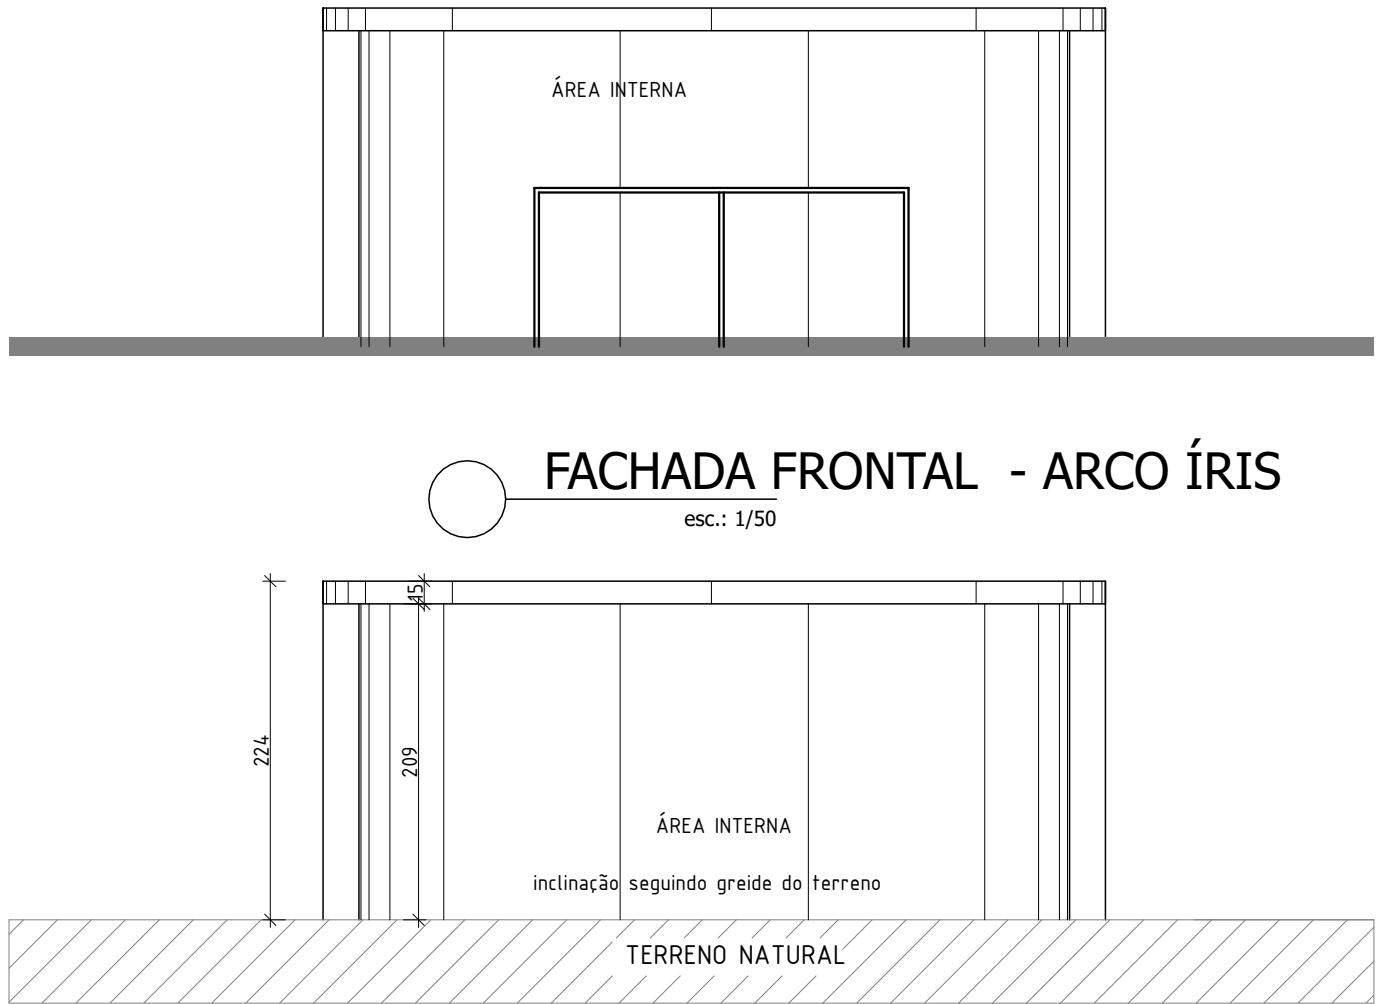 ÁREA INTERNA
FACHADA FRONTAL - ARCO ÍRIS
esc.: 1/50
15
224
209
ÁREA INTERNA
inclinação seguindo greide do terreno
TERRENO NATURAL